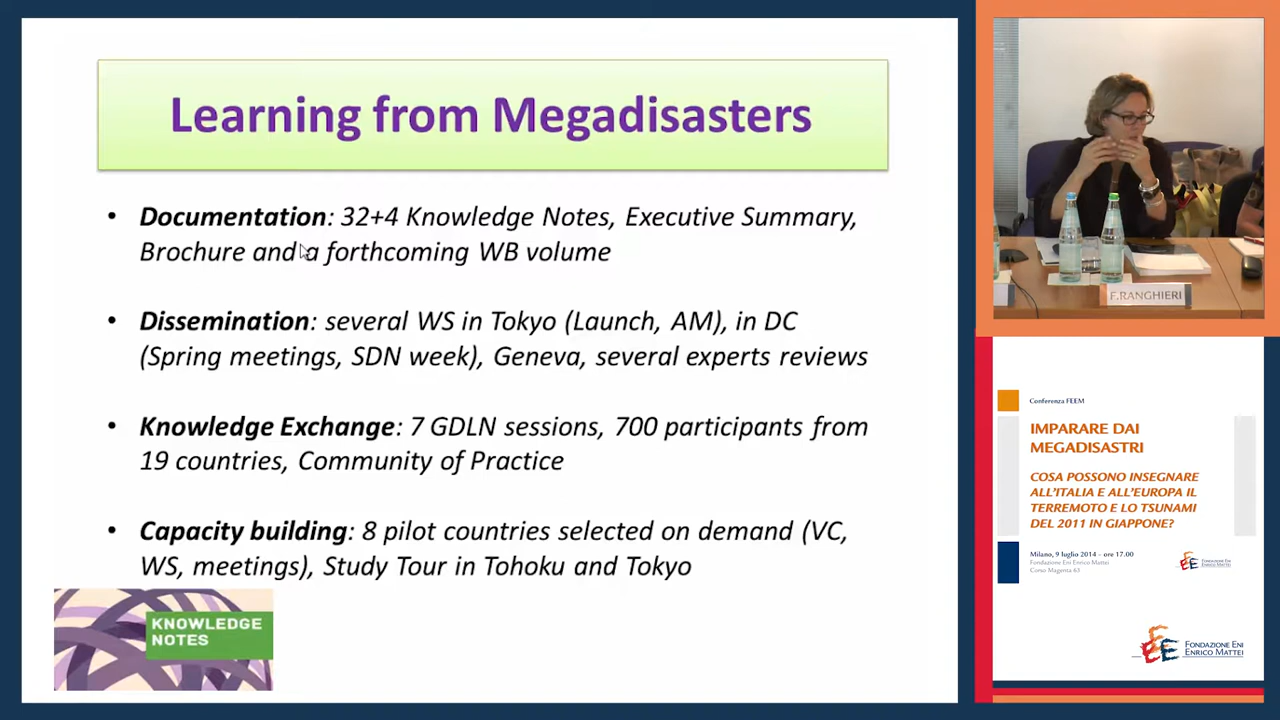 Learning from Megadisasters
• Documentation: 32+4 Knowledge Notes, Executive Summary,
Brochure and a forthcoming WB volume
• Dissemination: several WS in Tokyo (Launch, AM), in DC
(Spring meetings, SDN week), Geneva, several experts reviews
• Knowledge Exchange: 7 GDLN sessions, 700 participants from
19 countries, Community of Practice
• Capacity building: 8 pilot countries selected on demand (VC,
WS, meetings), Study Tour in Tohoku and Tokyo
KNOWLEDGE
NOTES
F.RANGHIERI
Conferenza FEEM
IMPARARE DAI
MEGADISASTRI
COSA POSSONO INSEGNARE
ALL'ITALIA E ALL'EUROPA IL
TERREMOTO E LO TSUNAMI
DEL 2011 IN GIAPPONE?
Milano, 9 luglio 2014 – ore 17.00
Fondazione Eni Enrico Mattei
Corso Magenta 63
FONDAZIONE ENI
ENRICO MATTEI
FONDAZIONE ENI
ENRICO MATTEI